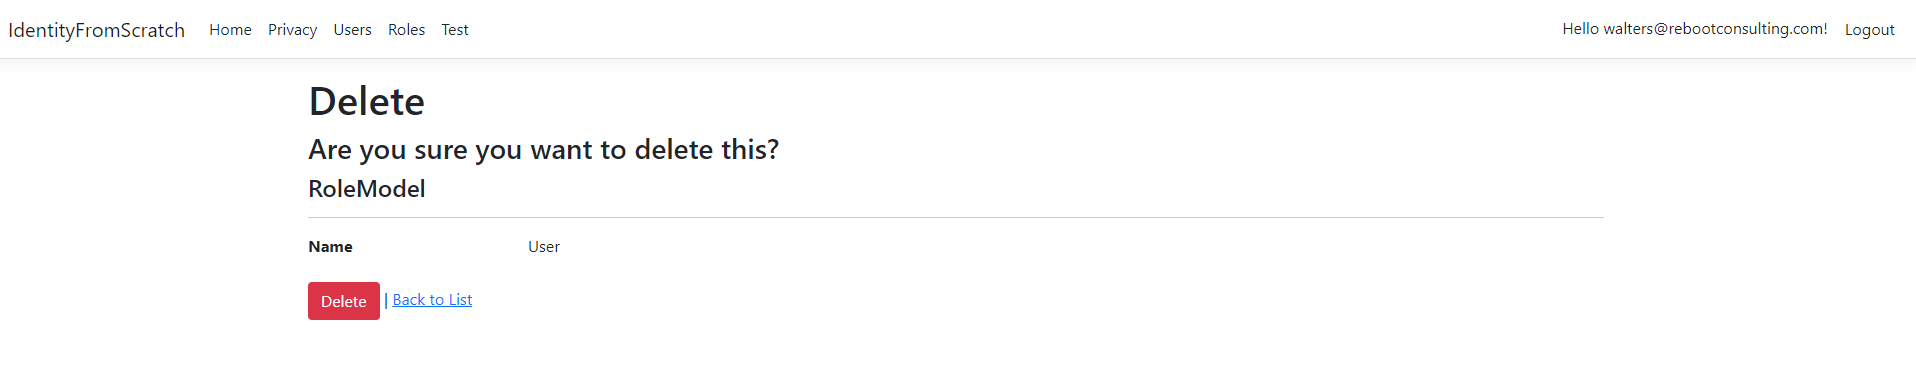 IdentityFromScratch Home Privacy Users Roles Test Hello walters@rebootconsulting.com! Logout
Delete
Are you sure you want to delete this?
RoleModel
Name User
Delete | Back to List